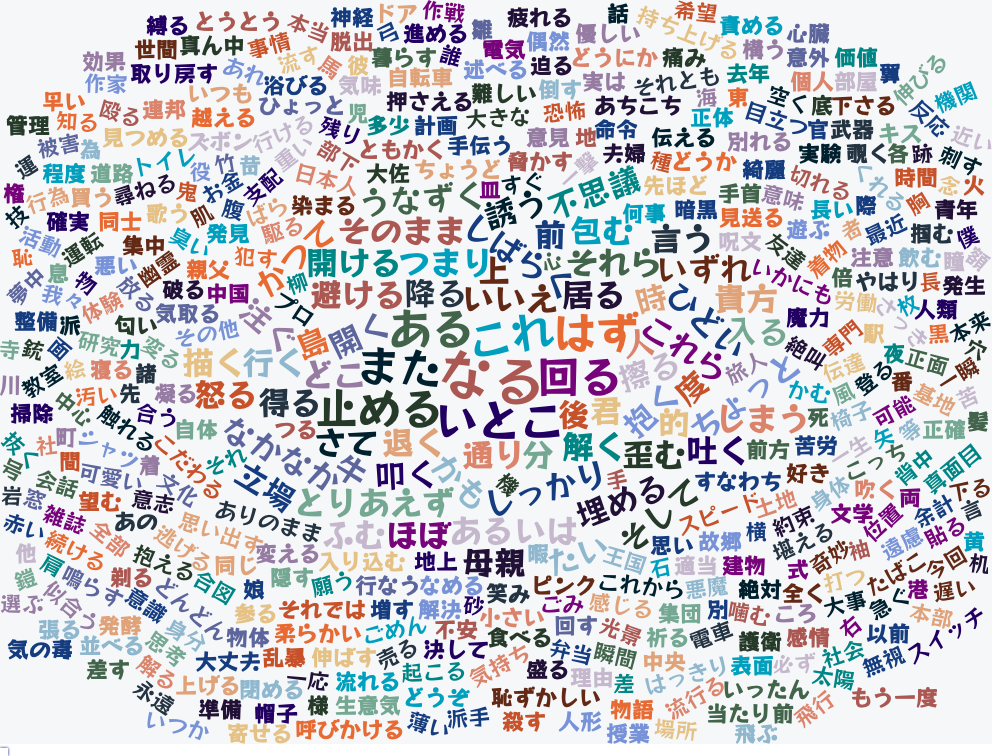 縛る とうとう 本当 神経 ドア 作戦 疲れる 話 持ち上げる 希望 責める 心臓
世間 真ん中 事情 流す 脱出 弓 進める 雛 偶然 優しい 構う 意外 価値
効果 取り戻す あれ 馬 彼 暮らす 誰 電気 迫る どうにか 痛み 翼
作家 いつも 浴びる 気味 自転車 述べる 難しい 倒す 実は それとも 去年 個人 部屋 伸びる
早い 殴る 連邦 越える ひょっと 児 押さえる 大きな 恐怖 あちこち 海 東 空く 底 下さる 反応 機関
管理 知る 見つめる ズボン 行ける 残り 多少 計画 意見 地 命令 伝える 正体 目立つ 官 武器 キス 近い
運 被害 為 役 竹 昔 重い 部下 ともかく 手伝う 脅かす 一撃 夫婦 種 どうか 別れる 実験 覗く 各 跡 刺す
程度 道路 トイレ お金 支配 日本人 大佐 ちょうど 皿 すぐ 不思議 先ほど 綺麗 切れる くれる 時間 念 火
権 行為 買う 尋ねる 鬼 お腹 染まる うなずく 誘う 何事 暗黒 手首 意味 長い 際 胸 青年
技 確実 同士 歌う 肌 ばら そのまま しばらく 前 包む 言う 見送る 遊ぶ 者 最近 掴む 僕
活動 運転 集中 臭い 発見 駆る かつて 開ける つまり 上 心 それら いずれ 呪文 友達 着物 注意 飲む 瞳
恥 息 物 悪い 幽霊 親父 犯す 柳 避ける 降る いいえ 居る 時 ひどい 貴方 いかにも 倍 やはり 長 発生
夢中 我々 体験 放る 破る 中国 注ぐ プロ 魔力 労働 さっき 枚 人類
整備 派 匂い 気取る その他 島 開く ある これ はず 人 これら 入る 絶叫 専門 駅 黒 本来
寺 銃 面 研究 力 変る 描く 行く どこ また なる 回る 擦る 度 旅人 伝達 夜 正面 穴
川 教室 絵 寝る 諸 怒る 得る 止める いとこ 後 君 抱く 的 ちょっと しまう かむ 風 登る 番 一瞬
掃除 中心 汚い 先 凝る つる さて 退く 通り 分 解く 歪む 吐く 死 椅子 可能 基地 苦
抜く 社 町 触れる 合う 自体 なかなか 牛 叩く かも 前方 苦労 一生 矢 等 正確 髪
号 会話 間 シャツ 着 こだわる それ 立場 とりあえず 機 しっかり 手 すなわち 好き こっち 背中 真面目
岩 窓 望む 可愛い 文化 意志 ありのまま 埋める そして スピード 土地 身体 吹く 両 下る
赤い 雑誌 あの 思い出す ふむ ほぼ あるいは 思い 故郷 横 約束 文学 位置 余計 言
他 続ける 全部 逃げる 同じ 変える 入り込む 地上 母親 暇 たい 王国 石 適当 建物 堪える 奇妙 袖 遠慮 貼る 黄
鎧 肩 鳴らす 抱える 合図 隠す 願う 行なう なめる 笑み ピンク これから 悪魔 絶対 式 全く 打つ たばこ 今回 机
選ぶ 似合う 剃る 意識 どんどん 娘 参る それでは 増す 解決 砂 小さい ごみ 感じる 集団 別 噛む ころ 大事 急ぐ 港 遅い
張る 発酵 思考 身分 物体 柔らかい ごめん 不安 食べる 回す 光景 祈る 電車 護衛 感情 右 以前 本部
気の毒 並べる 大丈夫 乱暴 伸ばす 売る 決して 弁当 瞬間 中央 表面 必ず 社会 無視 スイッチ
差す 解る 上げる 閉める 一応 流れる 起こる 気持ち 盛る 理由 差 はっきり いったん 太陽
永遠 準備 帽子 様 生意気 どうぞ 恥ずかしい 物語 流行る 当たり前 飛行 もう一度
いつか 寄せる 呼びかける 薄い 派手 殺す 人形 授業 場所 飛ぶ